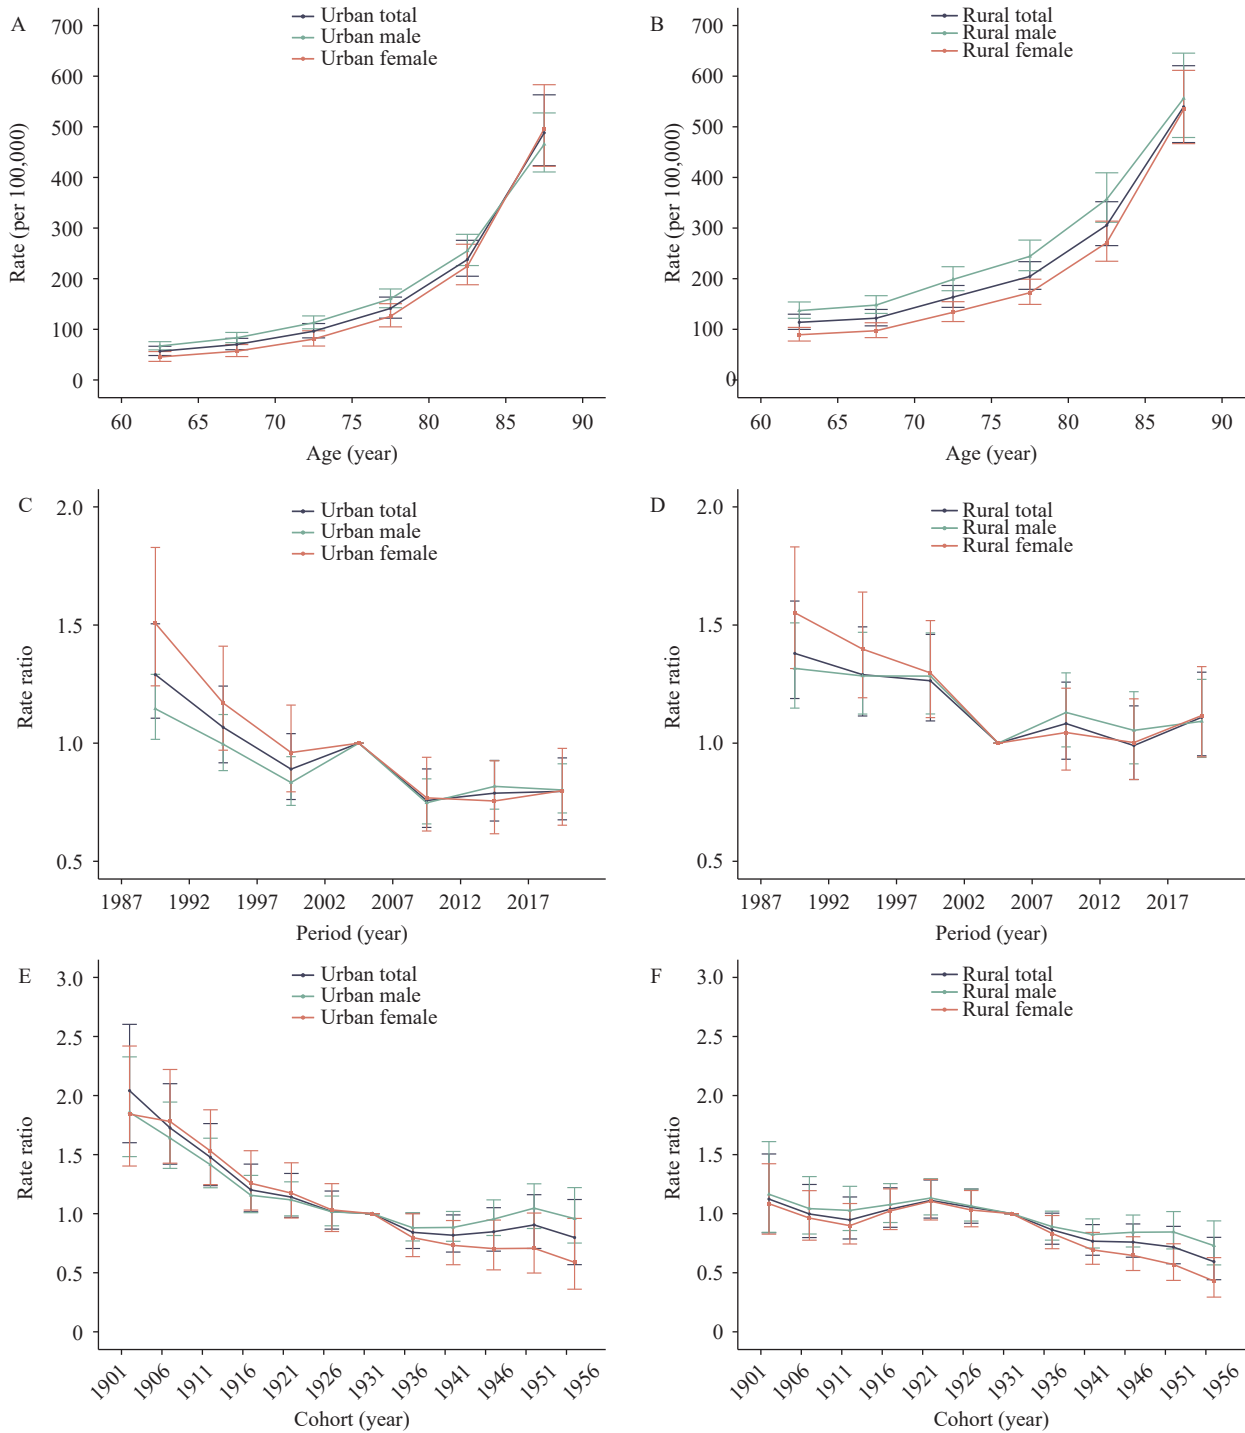 A
Urban total
Urban male
Urban female
700
600
500
400
300
200
100
0
Rate (per 100,000)
60 65 70 75 80 85 90
Age (year)
B
Rural total
Rural male
Rural female
700
600
500
400
300
200
100
0
Rate (per 100,000)
60 65 70 75 80 85 90
Age (year)
C
Urban total
Urban male
Urban female
2.0
1.5
1.0
0.5
Rate ratio
1987 1992 1997 2002 2007 2012 2017
Period (year)
D
Rural total
Rural male
Rural female
2.0
1.5
1.0
0.5
Rate ratio
1987 1992 1997 2002 2007 2012 2017
Period (year)
E
Urban total
Urban male
Urban female
3.0
2.5
2.0
1.5
1.0
0.5
0
Rate ratio
1901 1906 1911 1916 1921 1926 1931 1936 1941 1946 1951 1956
Cohort (year)
F
Rural total
Rural male
Rural female
3.0
2.5
2.0
1.5
1.0
0.5
0
Rate ratio
1901 1906 1911 1916 1921 1926 1931 1936 1941 1946 1951 1956
Cohort (year)